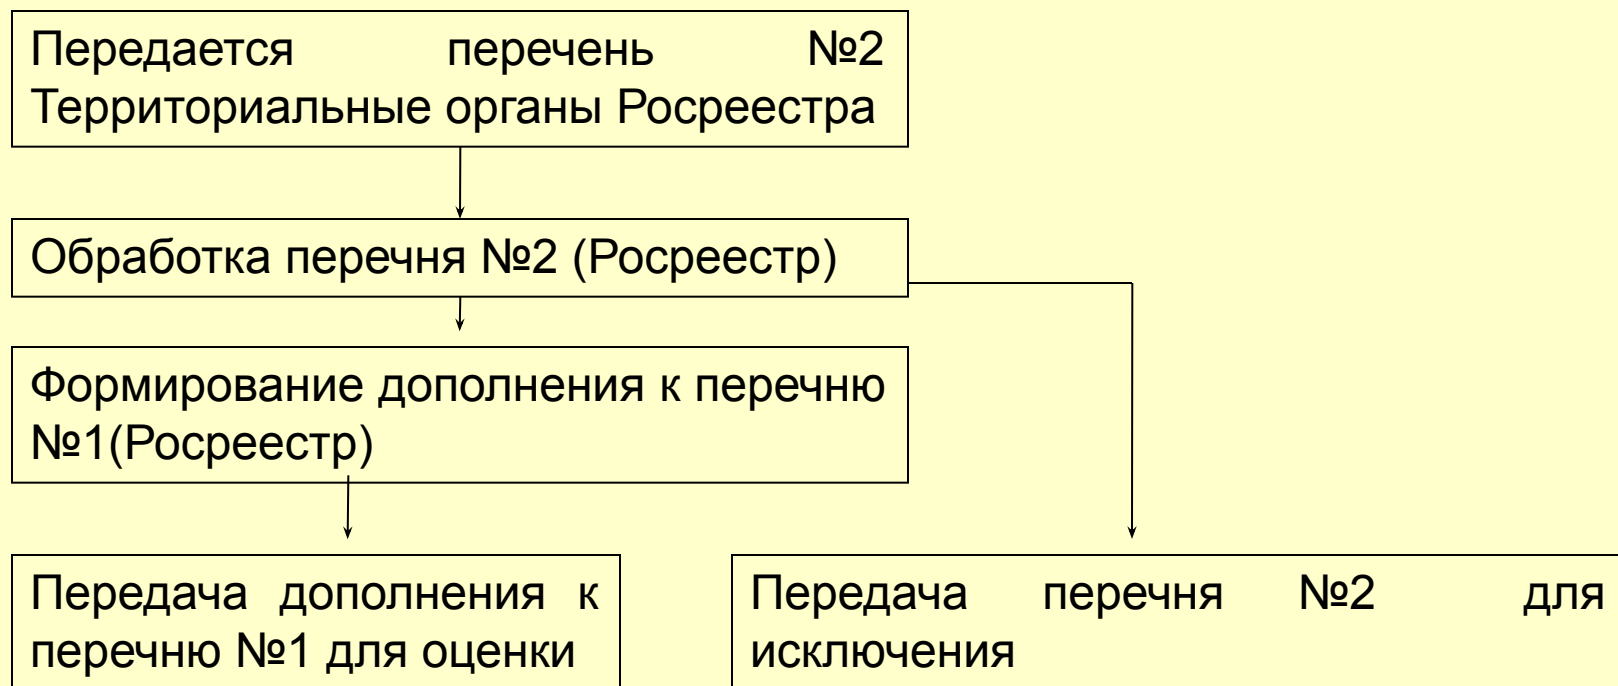 Передается перечень №2
Территориальные органы Росреестра
Обработка перечня №2 (Росреестр)
Формирование дополнения к перечню
№1(Росреестр)
Передача дополнения к
перечню №1 для оценки
Передача перечня №2 для
исключения